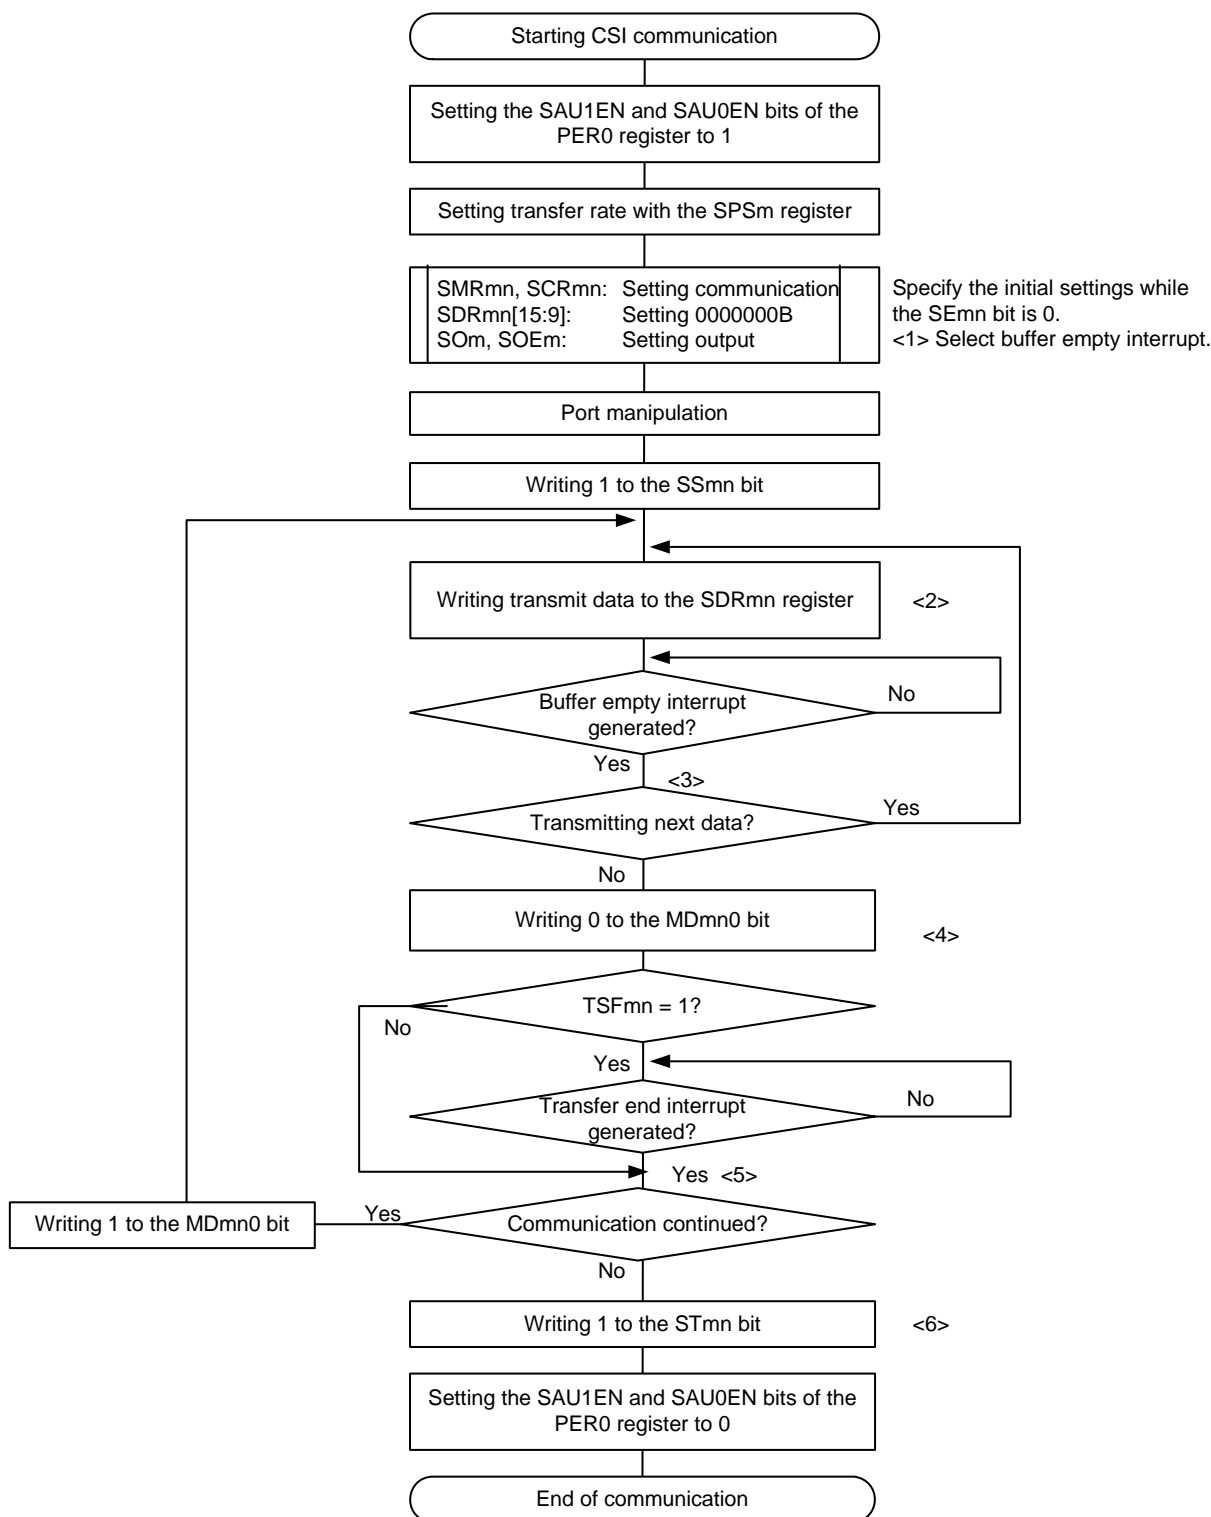 Starting CSI communication
Setting the SAU1EN and SAU0EN bits of the
PER0 register to 1
Setting transfer rate with the SPSm register
SMRmn, SCRmn: Setting communication
SDRmn[15:9]: Setting 0000000B
SOm, SOEm: Setting output
Specify the initial settings while
the SEmn bit is 0.
<1> Select buffer empty interrupt.
Port manipulation
Writing 1 to the SSmn bit
Writing transmit data to the SDRmn register
<2>
Buffer empty interrupt
generated?
No
Yes
<3>
Transmitting next data?
Yes
No
Writing 0 to the MDmn0 bit
<4>
TSFmn = 1?
No
Yes
Transfer end interrupt
generated?
No
Yes <5>
Communication continued?
Yes
Writing 1 to the MDmn0 bit
No
Writing 1 to the STmn bit
<6>
Setting the SAU1EN and SAU0EN bits of the
PER0 register to 0
End of communication